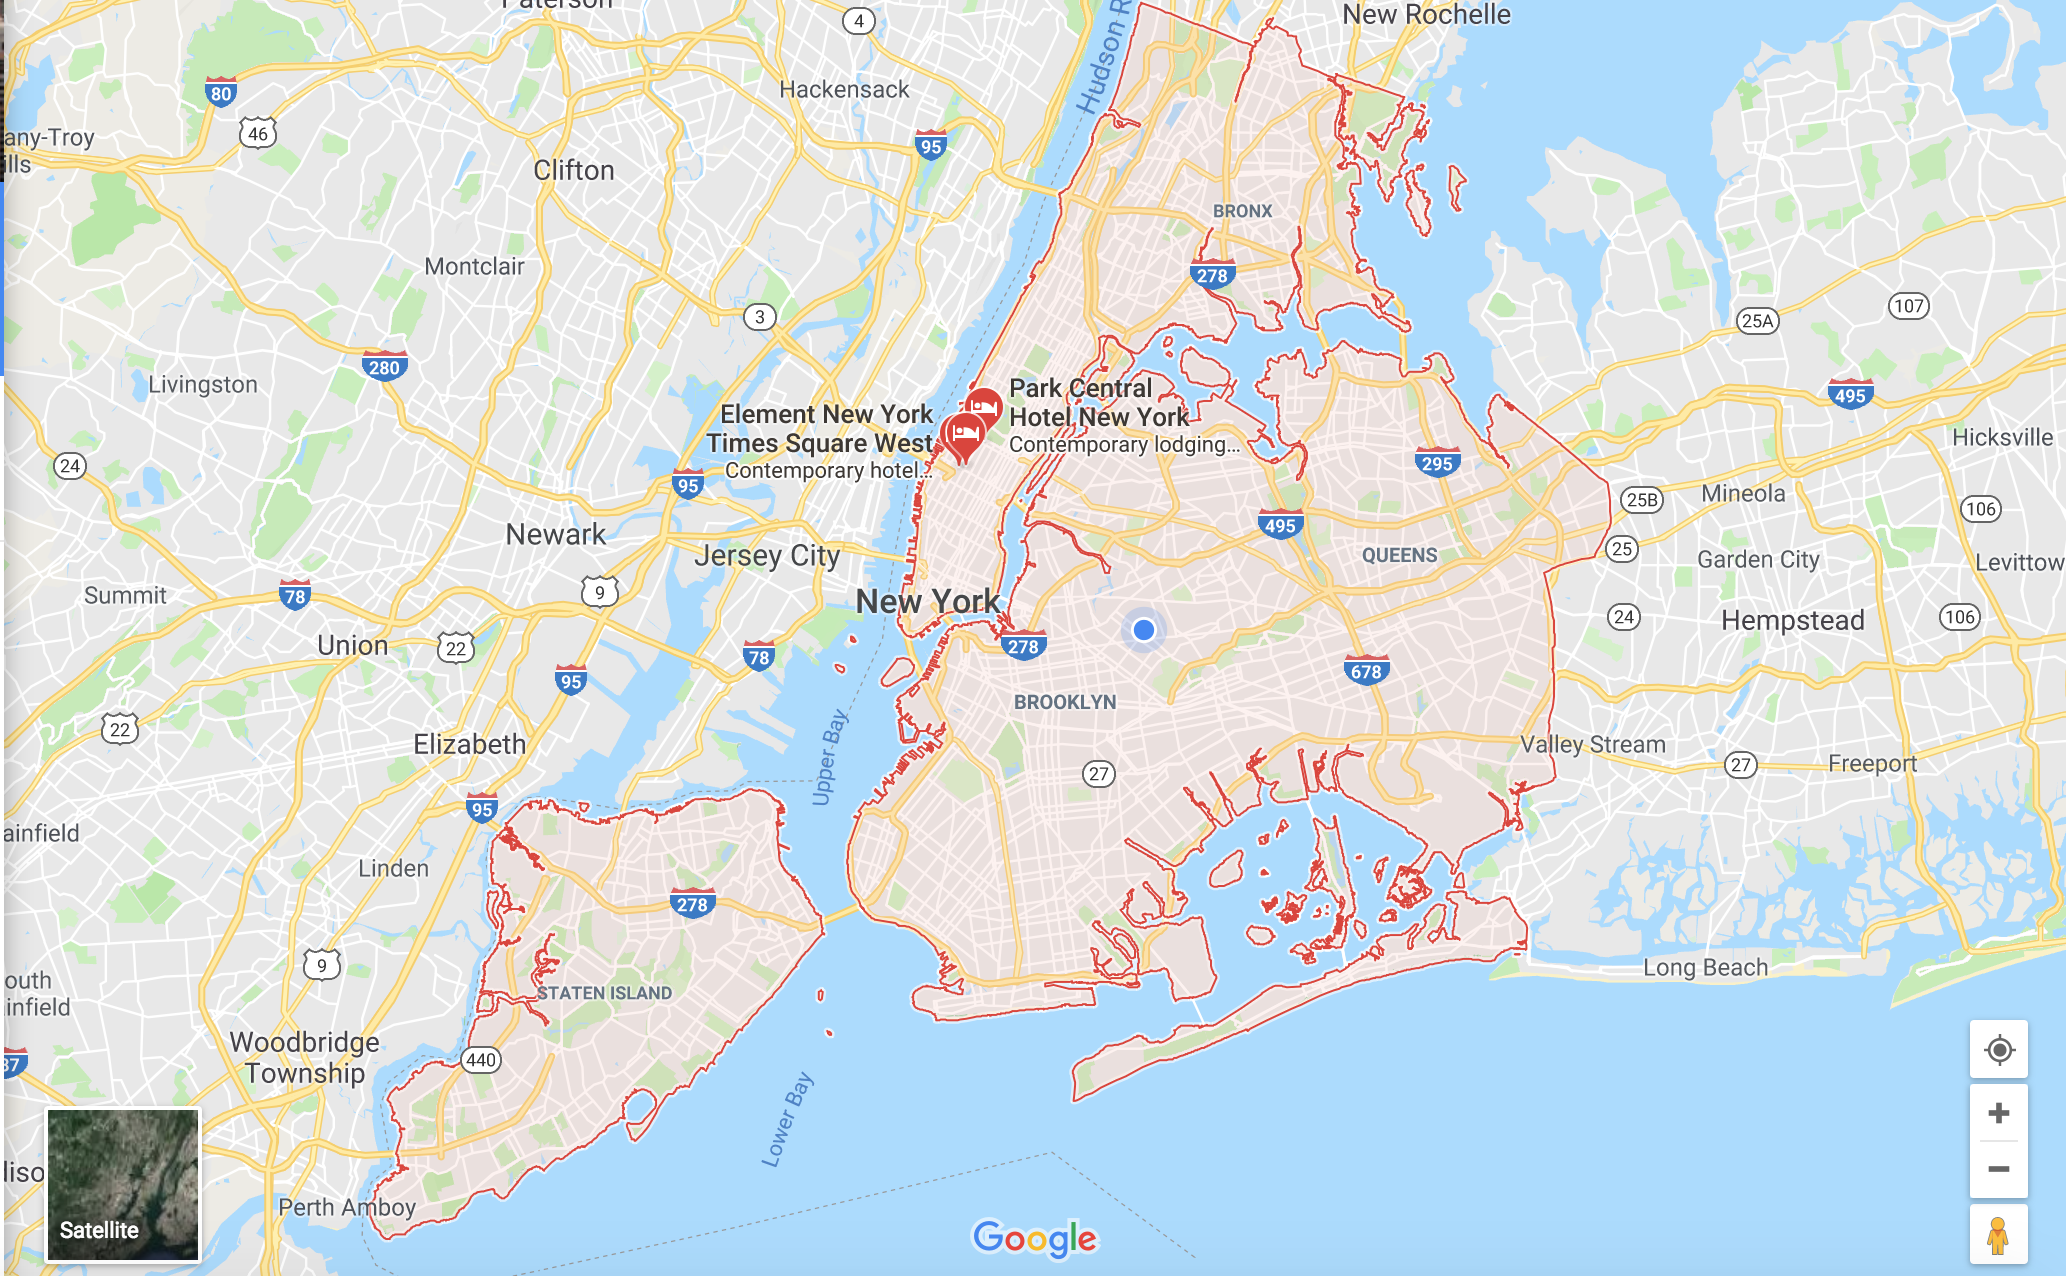 Paterson
4
New Rochelle
Hudson R
80
Hackensack
46
any-Troy
ills
95
Clifton
BRONX
Montclair
278
107
3
25A
280
Livingston
Park Central
Hotel New York
Contemporary lodging...
Element New York
Times Square West
Contemporary hotel...
495
Hicksville
24
295
95
Mineola
25B
106
Newark
495
Jersey City
QUEENS
25
Garden City
Levittow
Summit
78
9
New York
24
Hempstead
106
Union
22
278
78
678
95
BROOKLYN
22
Elizabeth
Upper Bay
Valley Stream
27
27
Freeport
95
ainfield
Linden
278
9
Long Beach
outh
infield
STATEN ISLAND
Woodbridge
Township
440
87
Lower Bay
diso
Perth Amboy
Satellite
Google